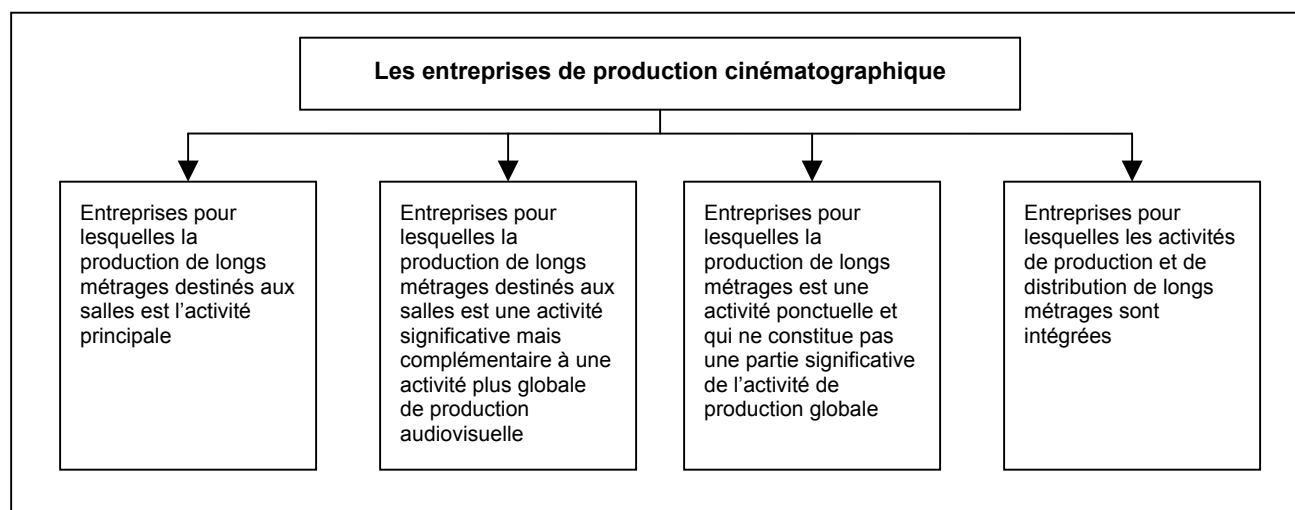 Les entreprises de production cinématographique
Entreprises pour
lesquelles la
production de longs
métrages destinés aux
salles est l’activité
principale
Entreprises pour
lesquelles la
production de longs
métrages destinés aux
salles est une activité
significative mais
complémentaire à une
activité plus globale
de production
audiovisuelle
Entreprises pour
lesquelles la
production de longs
métrages est une
activité ponctuelle et
qui ne constitue pas
une partie significative
de l’activité de
production globale
Entreprises pour
lesquelles les activités
de production et de
distribution de longs
métrages sont
intégrées